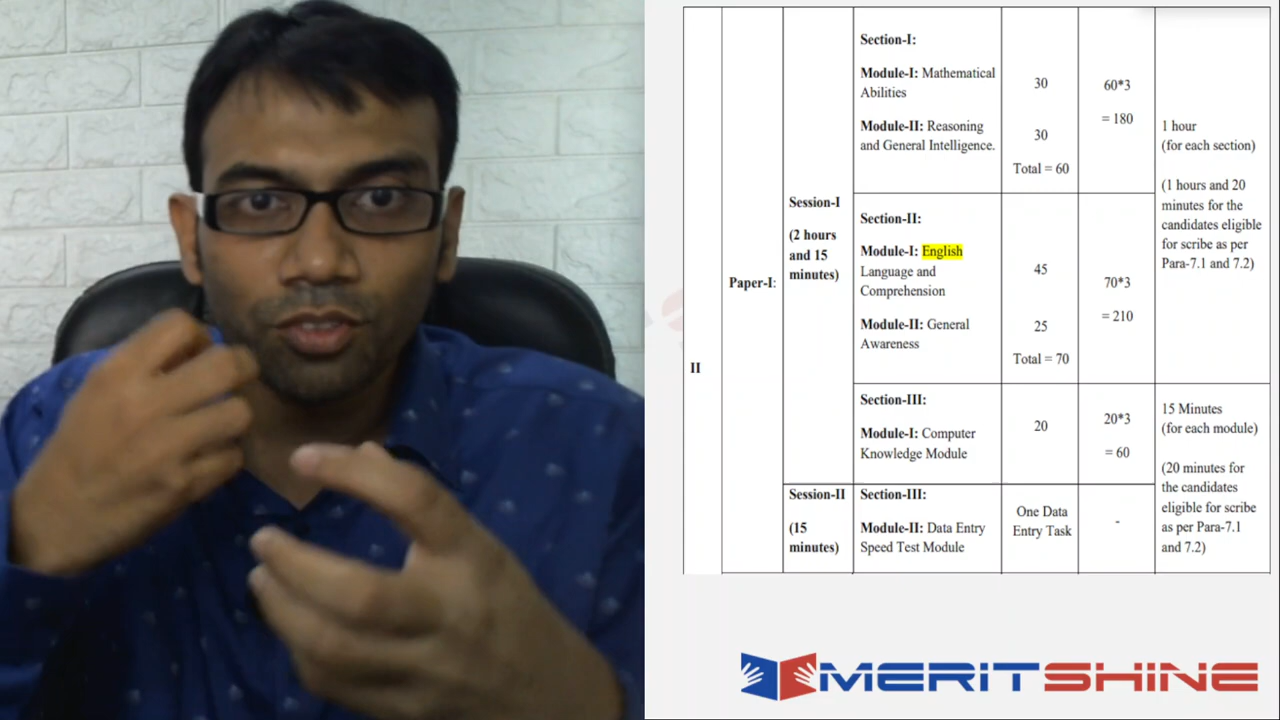 Section-I:
Module-I: Mathematical
Abilities
Module-II: Reasoning
and General Intelligence.
30
30
Total = 60
60*3
= 180
1 hour
(for each section)
(1 hours and 20
minutes for the
candidates eligible
for scribe as per
Para-7.1 and 7.2)
Session-I
(2 hours
and 15
minutes)
Section-II:
Module-I: English
Language and
Comprehension
Module-II: General
Awareness
45
25
Total = 70
70*3
= 210
Paper-I:
II
Section-III:
Module-I: Computer
Knowledge Module
20
20*3
= 60
15 Minutes
(for each module)
(20 minutes for
the candidates
eligible for scribe
as per Para-7.1
and 7.2)
Session-II
(15
minutes)
Section-III:
Module-II: Data Entry
Speed Test Module
One Data
Entry Task
-
MERITSHINE